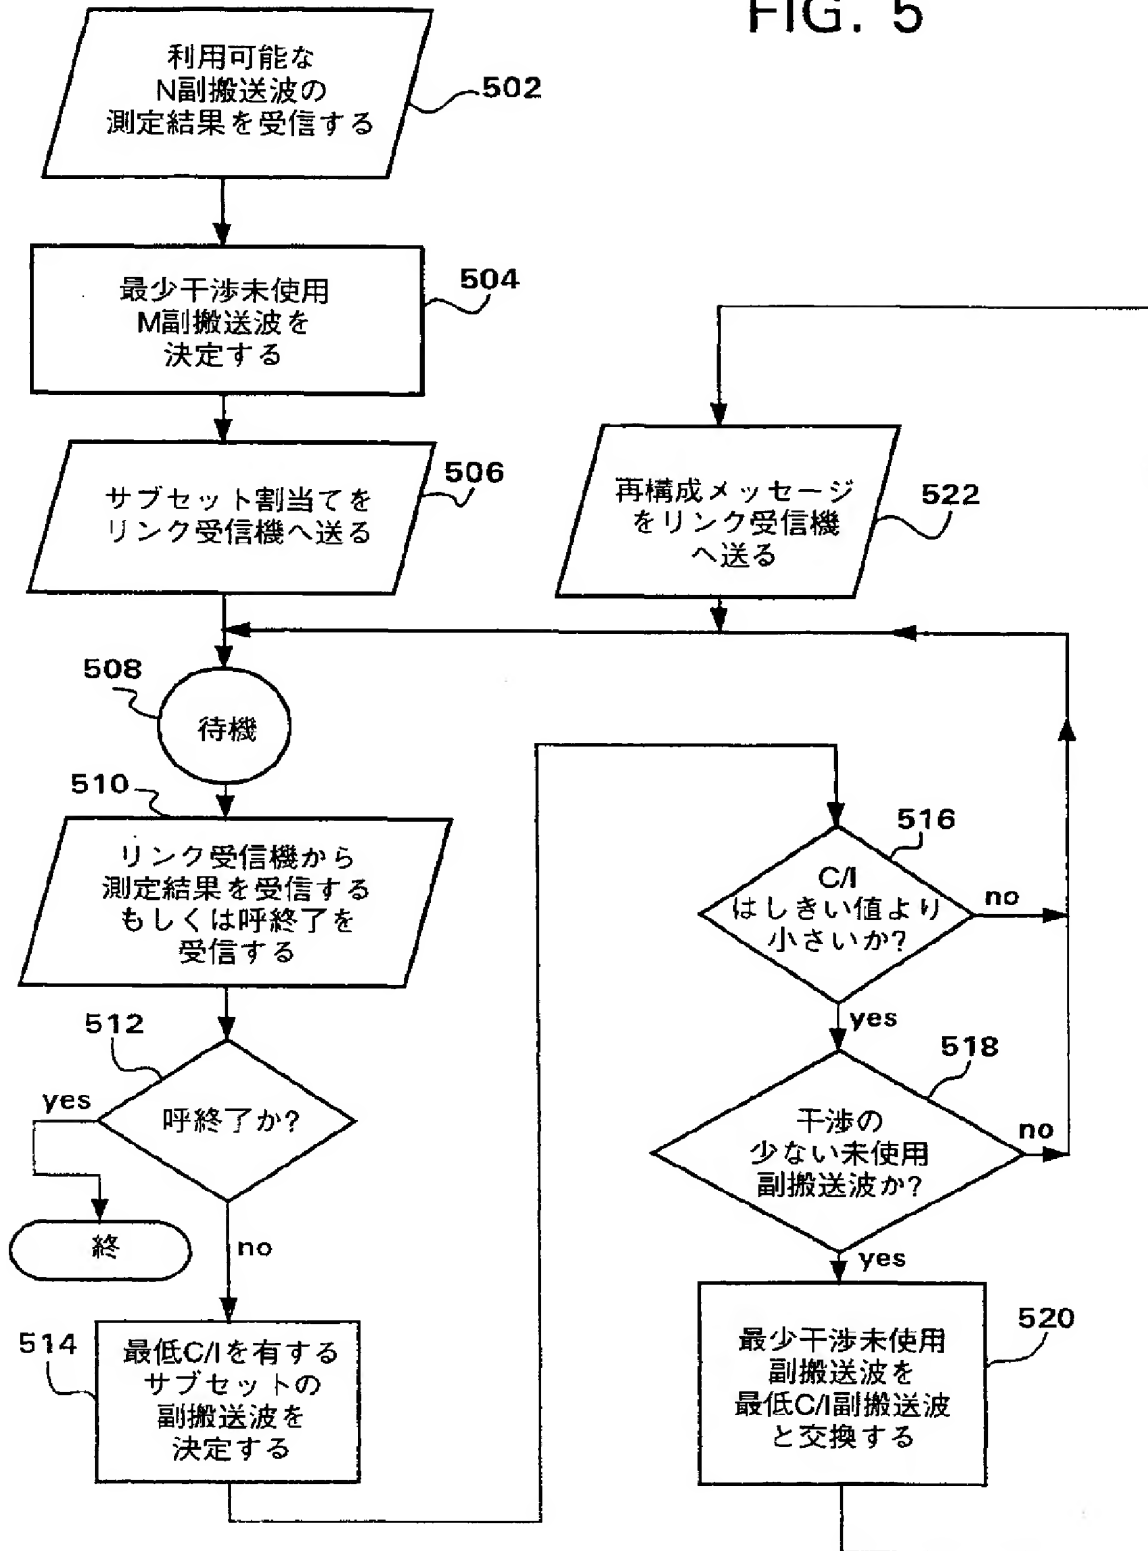 FIG. 5
利用可能な
N副搬送波の
測定結果を受信する
502
最少干渉未使用
M副搬送波を
決定する
504
サブセット割当てを
リンク受信機へ送る
506
再構成メッセージ
をリンク受信機
へ送る
522
508
待機
510
リンク受信機から
測定結果を受信する
もしくは呼終了を
受信する
512
yes
呼終了か?
終
no
514
最低C/Iを有する
サブセットの
副搬送波を
決定する
516
C/I
はしきい値より
小さいか?
no
yes
518
干渉の
少ない未使用
副搬送波か?
no
yes
520
最少干渉未使用
副搬送波を
最低C/I副搬送波
と交換する